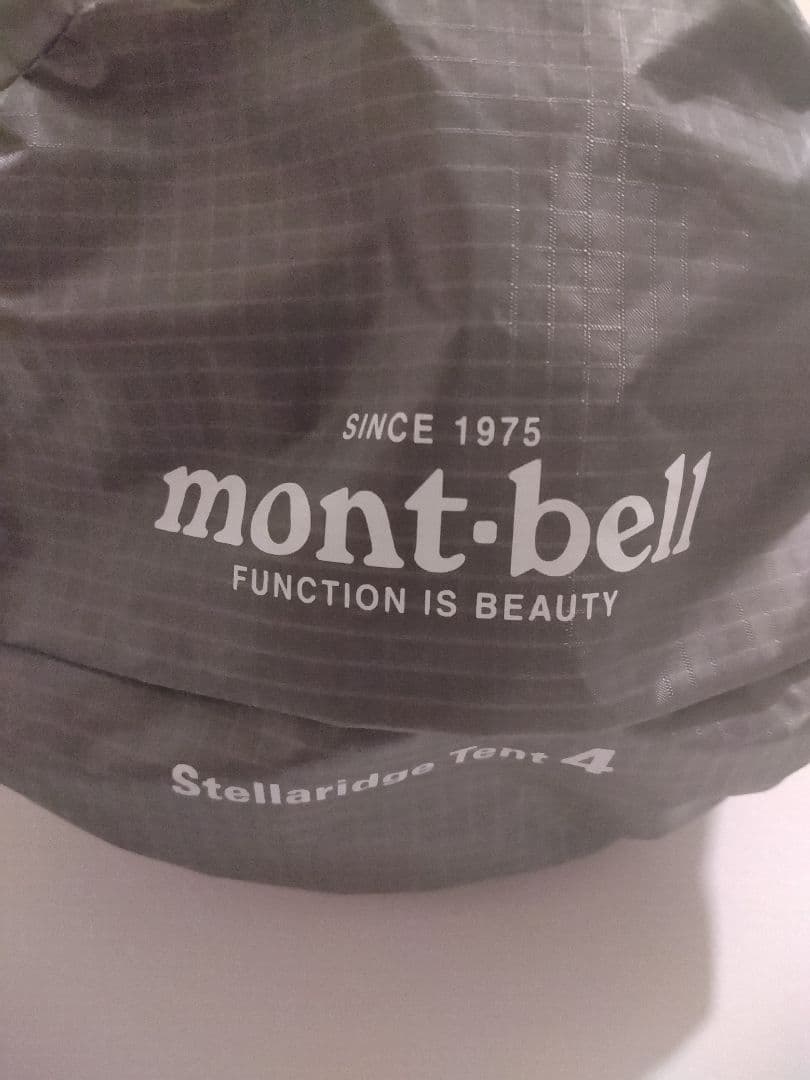 SINCE 1975
mont·bell
FUNCTION IS BEAUTY
Stellaridge Tent 4